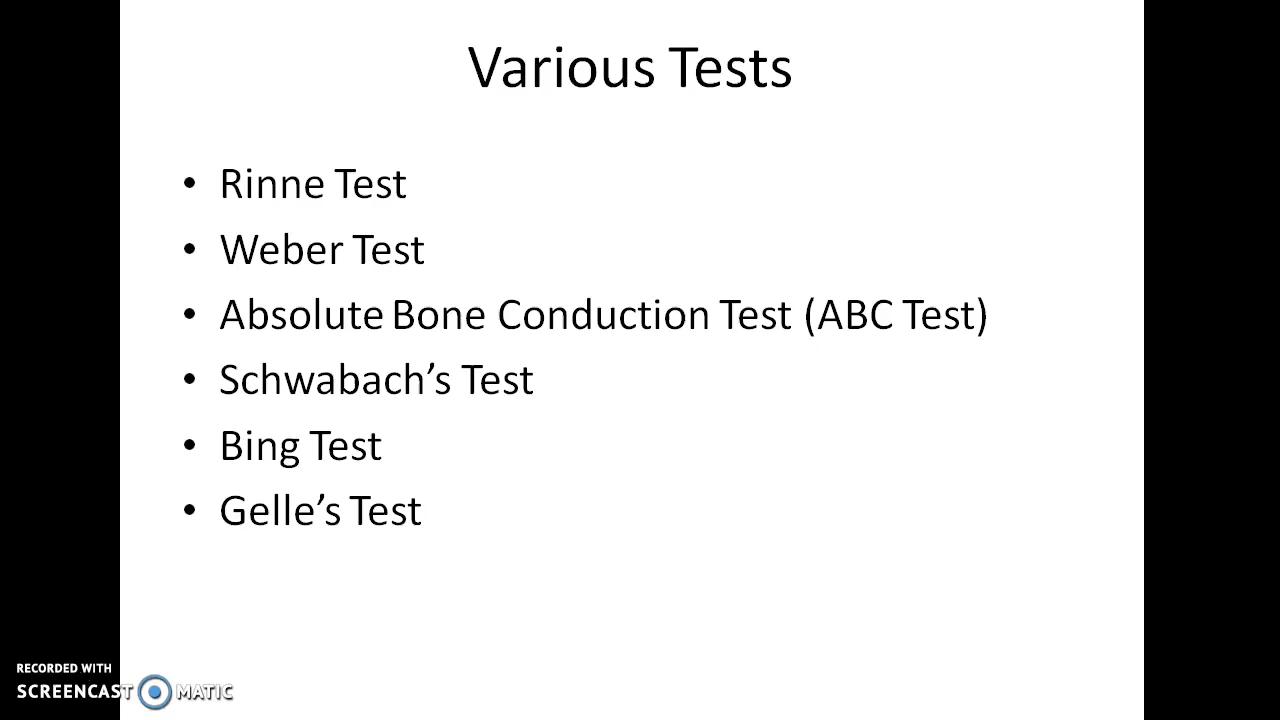 Various Tests
• Rinne Test
• Weber Test
• Absolute Bone Conduction Test (ABC Test)
• Schwabach’s Test
• Bing Test
• Gelle’s Test
RECORDED WITH
SCREENCAST MATIC